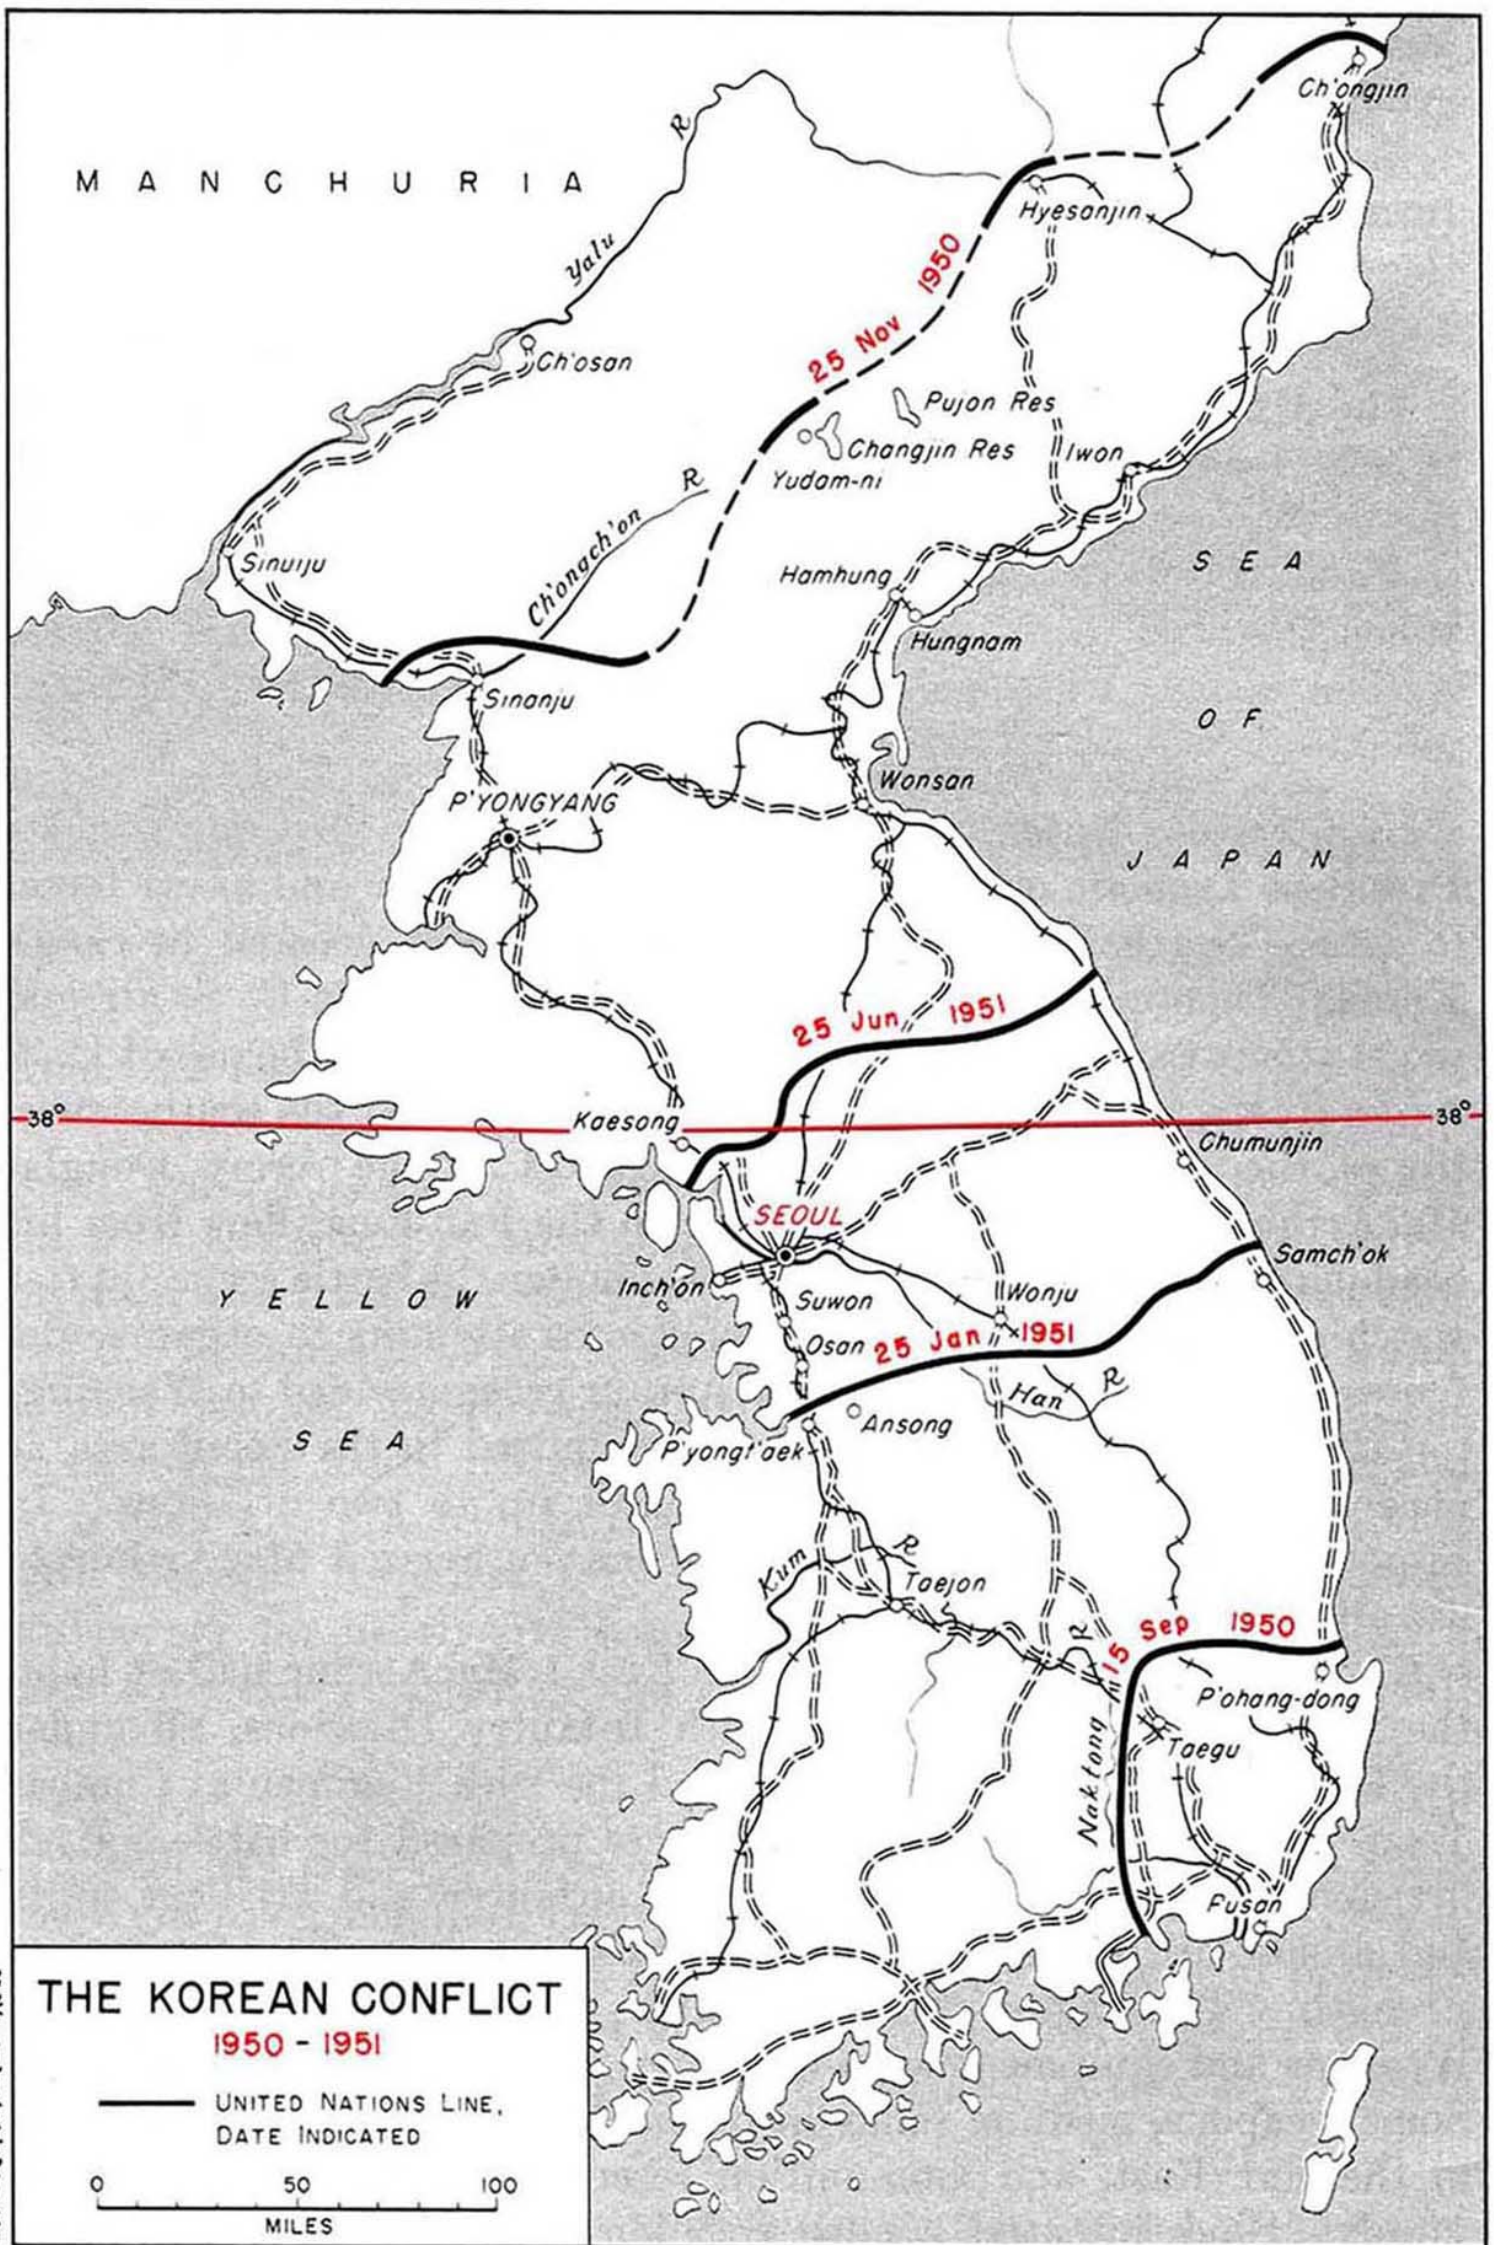 Ch'ongjin
MANCHURIA
Yalu R
Hyesanjin
25 Nov 1950
Ch'osan
Pujon Res
Changjin Res
Yudam-ni
Iwon
Ch'ongch'on R
Sinuiju
Hamhung
Hungnam
SEA
OF
JAPAN
Sinanju
Wonsan
P'YONGYANG
25 Jun 1951
38°
38°
Kaesong
Chumunjin
SEOUL
Samch'ok
Inch'on
Suwon
Wonju
Osan
25 Jan 1951
Han R
Ansong
P'yongt'aek
YELLOW
SEA
Kum R
Taejon
15 Sep 1950
P'ohang-dong
Taegu
Naktong R
Pusan
THE KOREAN CONFLICT
1950 - 1951
UNITED NATIONS LINE,
DATE INDICATED
0 50 100
MILES